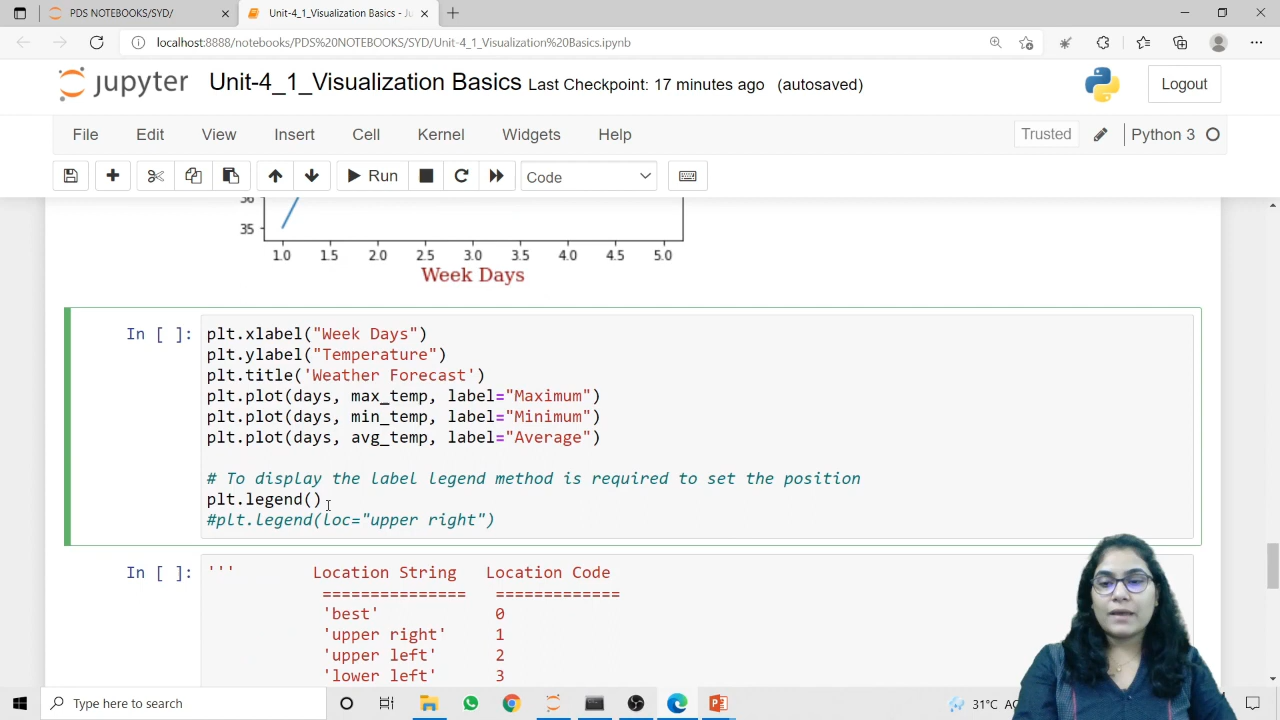 PDS NOTEBOOKS/SYD/
Unit-4_1_Visualization Basics - Ju
localhost:8888/notebooks/PDS%20NOTEBOOKS/SYD/Unit-4_1_Visualization%20Basics.ipynb
jupyter Unit-4_1_Visualization Basics Last Checkpoint: 17 minutes ago (autosaved)
Logout
File Edit View Insert Cell Kernel Widgets Help
Trusted Python 3
Run Code
36
35
1.0 1.5 2.0 2.5 3.0 3.5 4.0 4.5 5.0
Week Days
In [ ]: plt.xlabel("Week Days")
plt.ylabel("Temperature")
plt.title('Weather Forecast')
plt.plot(days, max_temp, label="Maximum")
plt.plot(days, min_temp, label="Minimum")
plt.plot(days, avg_temp, label="Average")
# To display the label legend method is required to set the position
plt.legend()
#plt.legend(loc="upper right")
In [ ]: ''' Location String Location Code
=============== =============
'best' 0
'upper right' 1
'upper left' 2
'lower left' 3
Type here to search
31°C